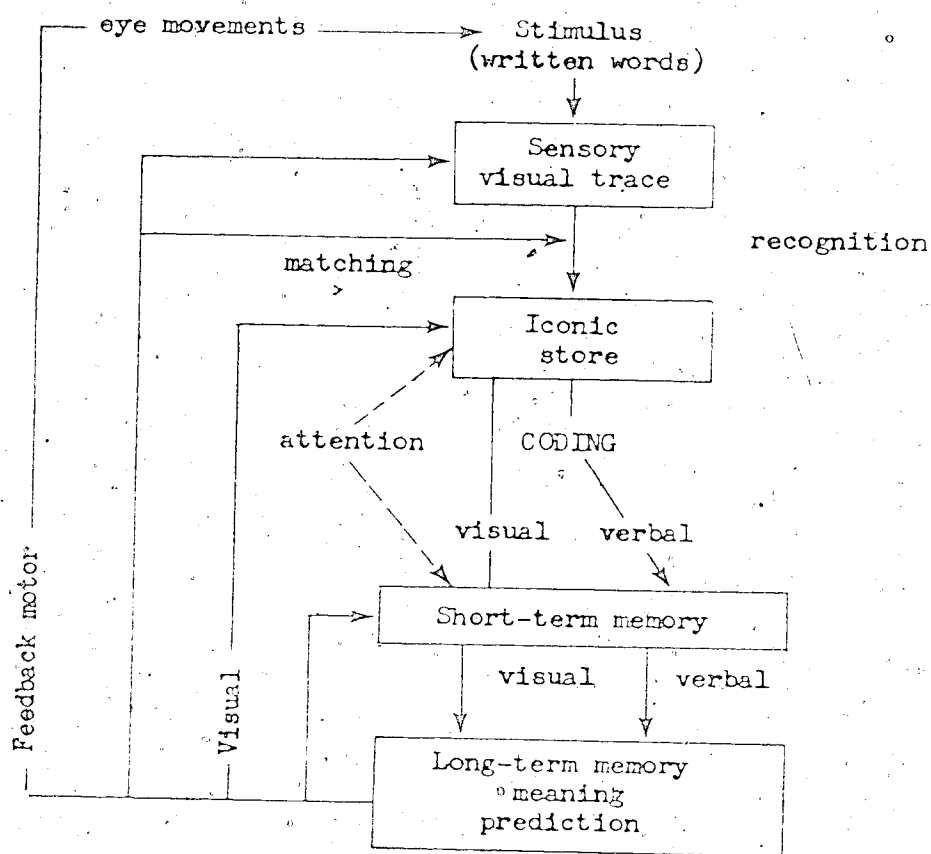 eye movements
Stimulus
(written words)
Sensory
visual trace
recognition
matching
Iconic
store
attention
CODING
visual
verbal
Feedback motor
Visual
Short-term memory
visual
verbal
Long-term memory
meaning
prediction